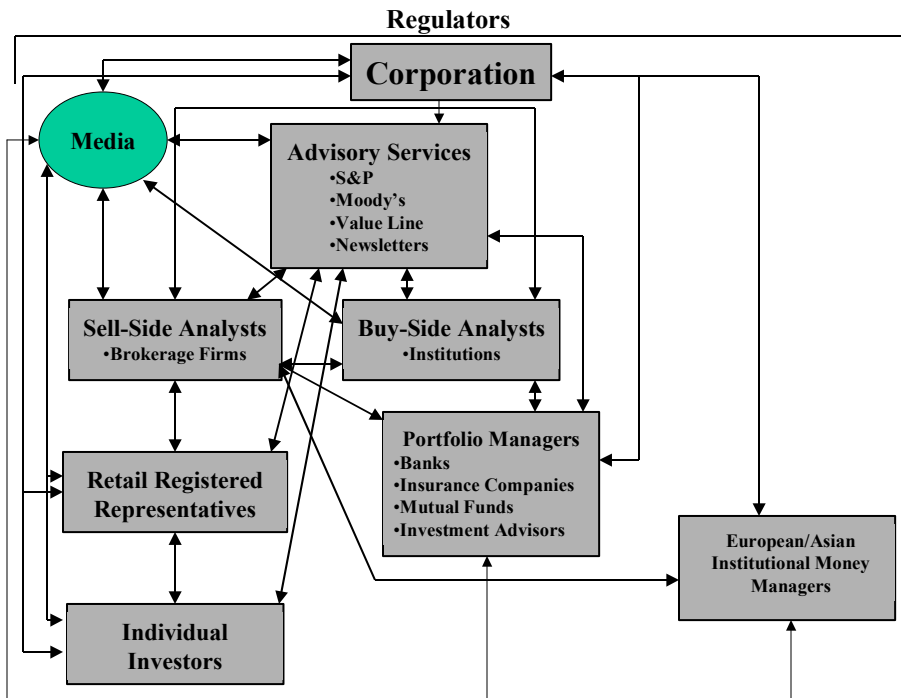 Regulators
Corporation
Media
Advisory Services
•S&P
•Moody’s
•Value Line
•Newsletters
Sell-Side Analysts
•Brokerage Firms
Buy-Side Analysts
•Institutions
Portfolio Managers
•Banks
•Insurance Companies
•Mutual Funds
•Investment Advisors
Retail Registered
Representatives
European/Asian
Institutional Money
Managers
Individual
Investors